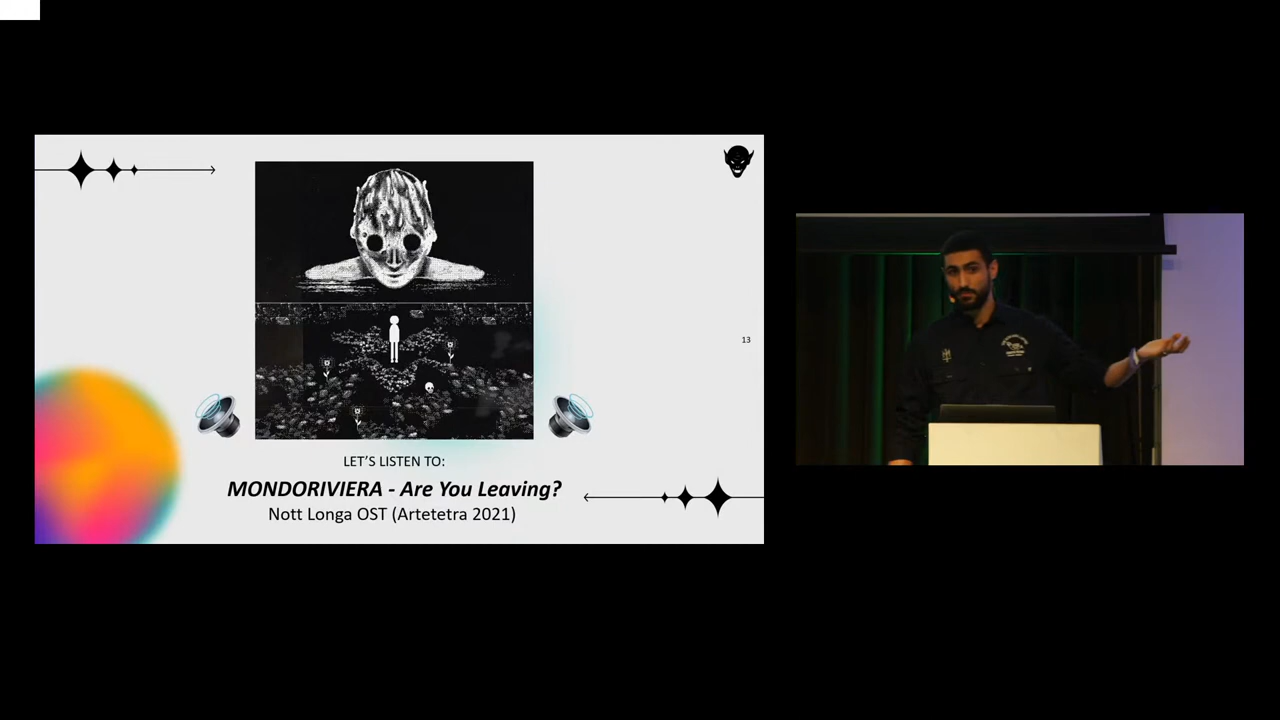 13
LET'S LISTEN TO:
MONDORIVIERA - Are You Leaving?
Nott Longa OST (Artetetra 2021)